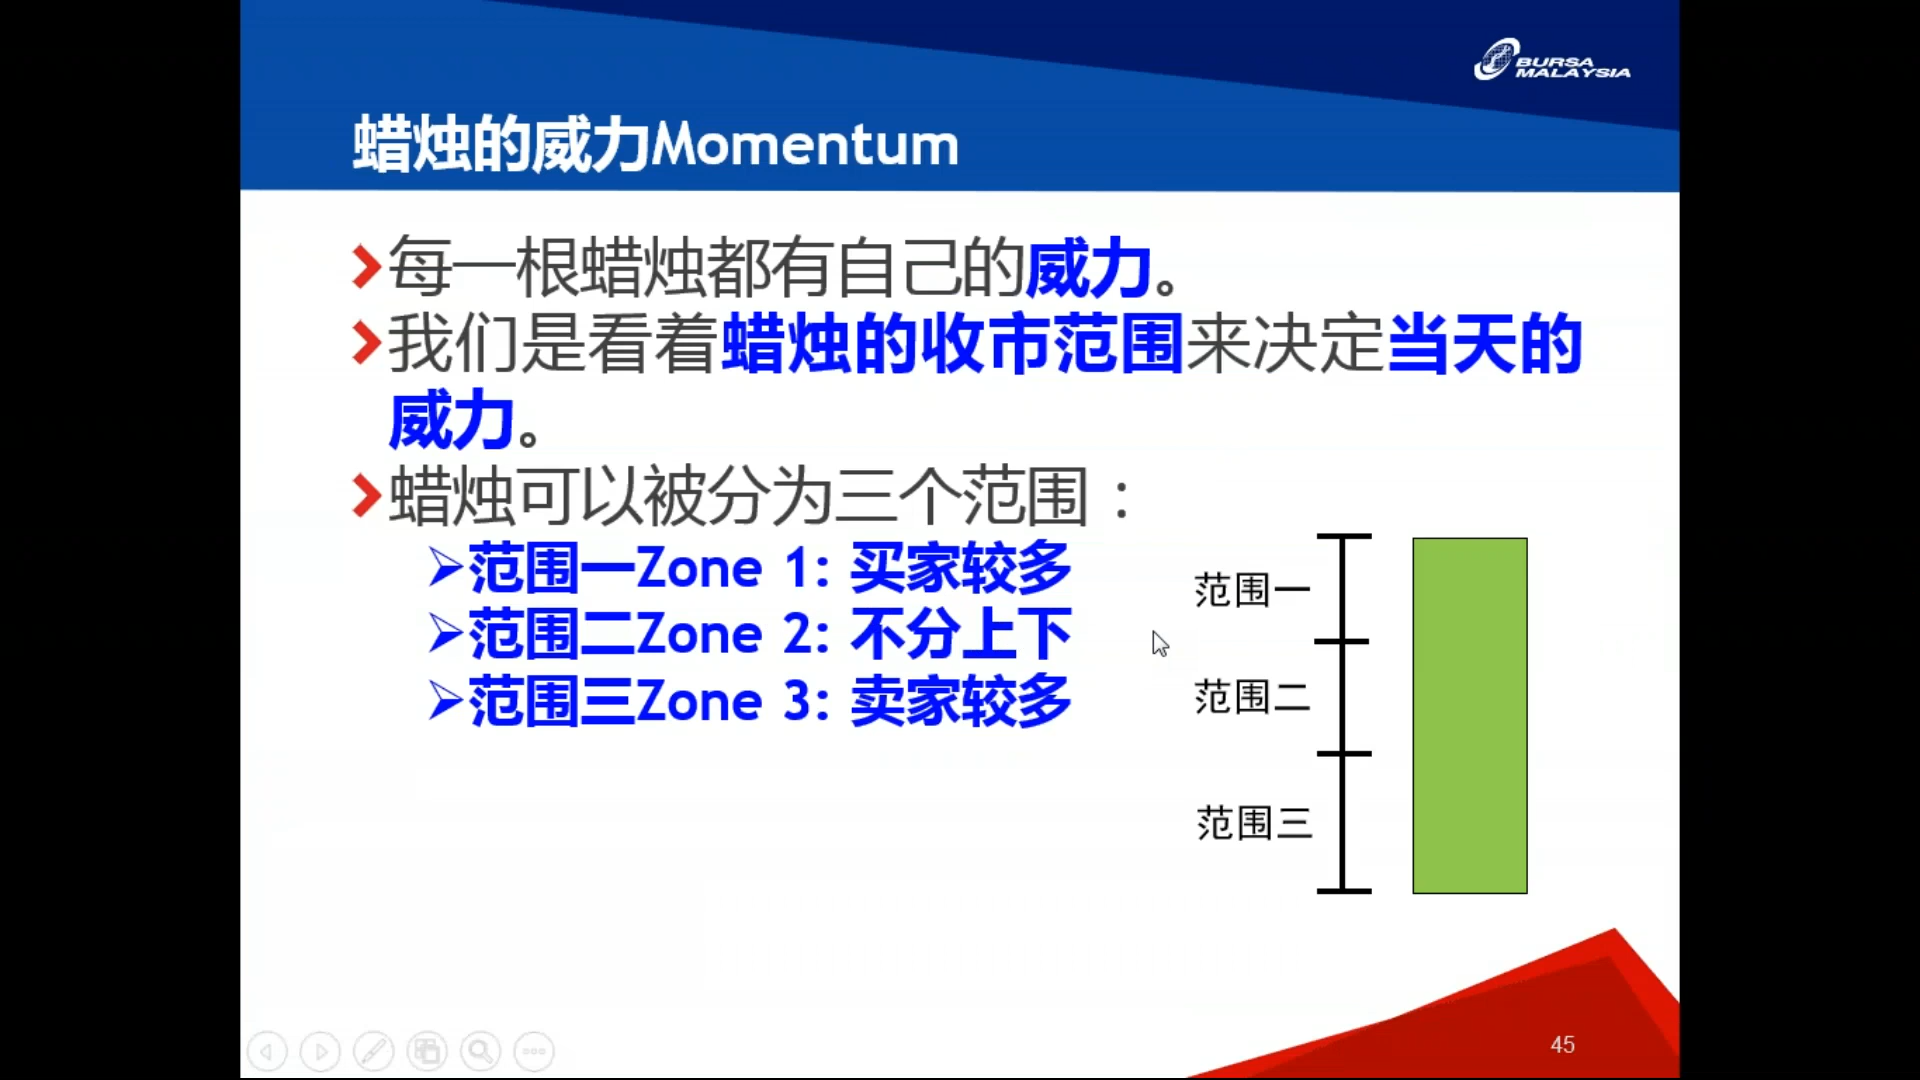 BURSA
MALAYSIA
蜡烛的威力Momentum
每一根蜡烛都有自己的威力。
我们是看着蜡烛的收市范围来决定当天的
威力。
蜡烛可以被分为三个范围：
范围一Zone 1: 买家较多
范围二Zone 2: 不分上下
范围三Zone 3: 卖家较多
范围一
范围二
范围三
45